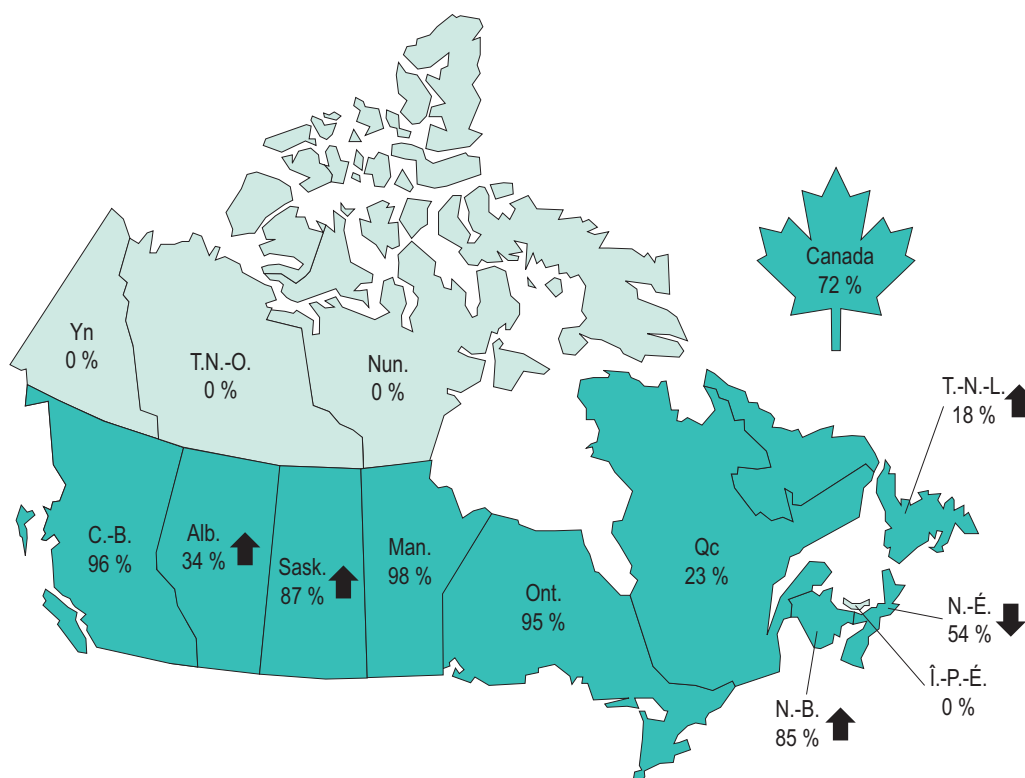 Canada
72 %
Yn
0 %
T.N.-O.
0 %
Nun.
0 %
T.-N.-L.
18 %
C.-B.
96 %
Alb.
34 %
Sask.
87 %
Man.
98 %
Ont.
95 %
Qc
23 %
N.-É.
54 %
Î.-P.-É.
0 %
N.-B.
85 %